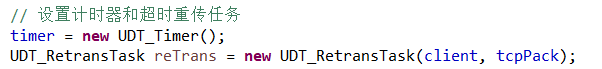 // 设置计时器和超时重传任务
timer = new UDT_Timer();
UDT_RetransTask reTrans = new UDT_RetransTask(client, tcpPack);